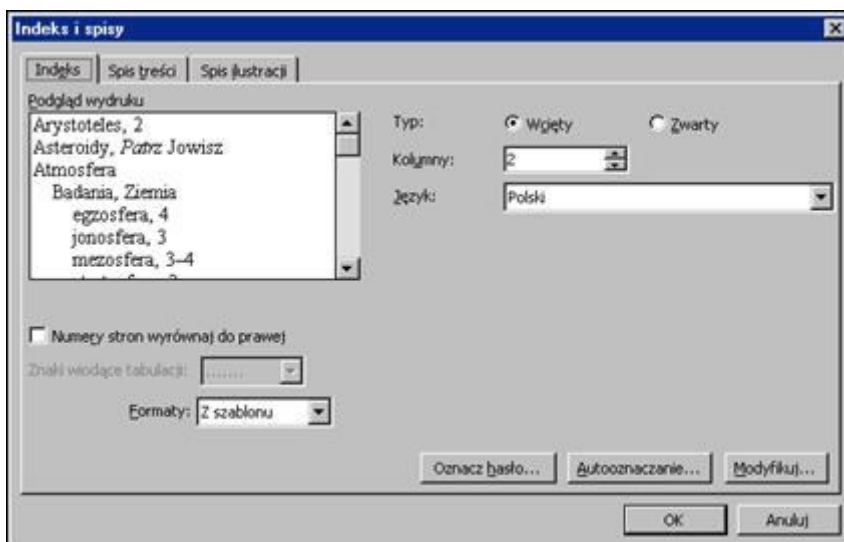 Indeks i spisy
Indeks Spis treści Spis ilustracji
Podgląd wydruku
Arystoteles, 2
Asteroidy, Patrz Jowisz
Atmosfera
Badania, Ziemia
egzosfera, 4
jonosfera, 3
mezosfera, 3–4
Typ: Wcięty Zwarty
Kolumny: 2
Język: Polski
Numery stron wyrównaj do prawej
Znaki wiodące tabulacji: .......
Formaty: Z szablonu
Oznacz hasło... Autooznaczanie... Modyfikuj...
OK Anuluj